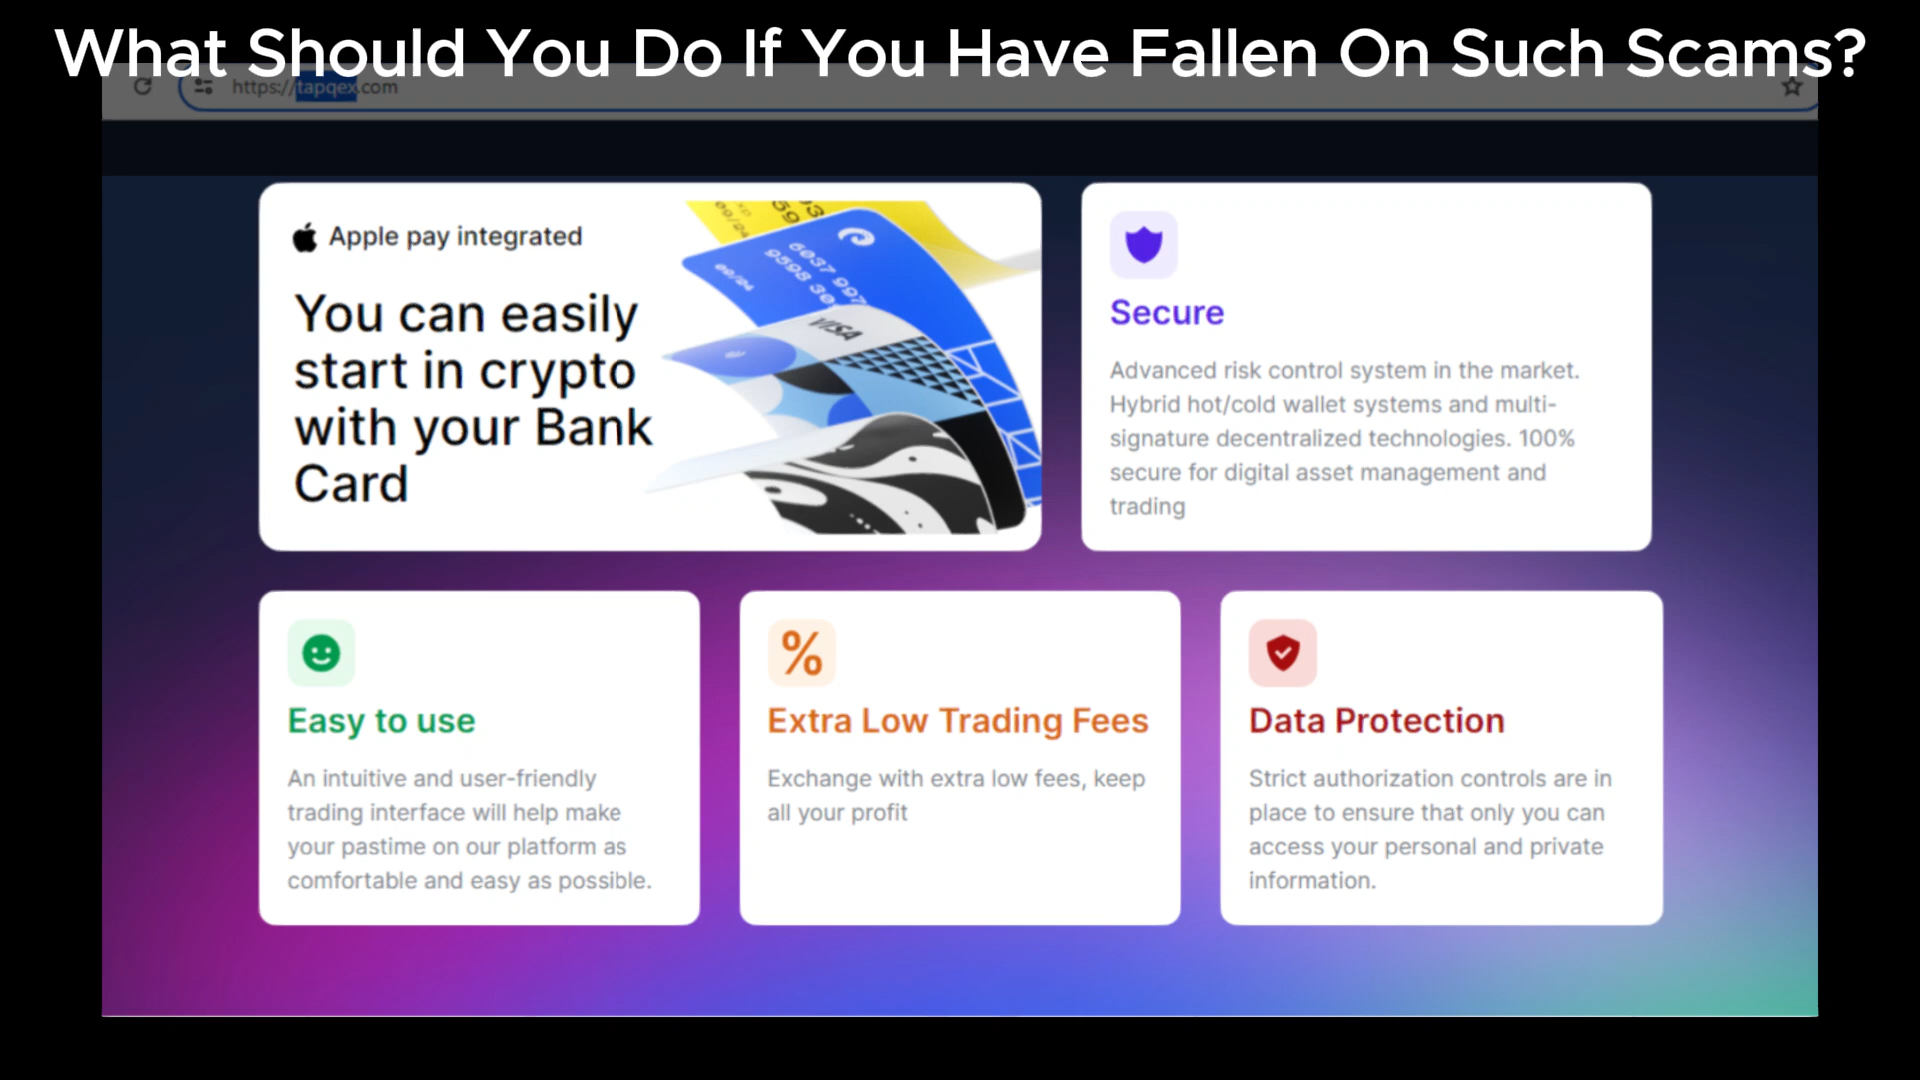 What Should You Do If You Have Fallen On Such Scams?
https://tapqex.com
Apple pay integrated
You can easily
start in crypto
with your Bank
Card
09/24
09/24
VISA
Secure
Advanced risk control system in the market.
Hybrid hot/cold wallet systems and multi-
signature decentralized technologies. 100%
secure for digital asset management and
trading
Easy to use
An intuitive and user-friendly
trading interface will help make
your pastime on our platform as
comfortable and easy as possible.
%
Extra Low Trading Fees
Exchange with extra low fees, keep
all your profit
Data Protection
Strict authorization controls are in
place to ensure that only you can
access your personal and private
information.